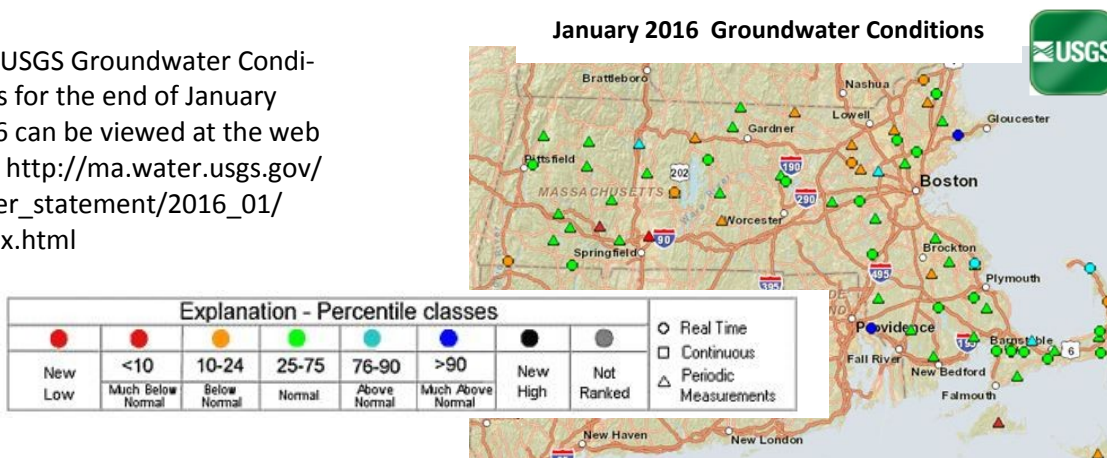 January 2016 Groundwater Conditions
USGS
USGS Groundwater Condi-
s for the end of January
6 can be viewed at the web
http://ma.water.usgs.gov/
er_statement/2016_01/
x.html
Brattleboro
Nashua
Lowell
Gloucester
Gardner
Pittsfield
190
202
MASSACHUSETTS
290
Boston
Ware River
Worcester
90
Springfield
Brockton
495
395
Plymouth
Providence
Barnstable
6
Fall River
New Bedford
Falmouth
New Haven
New London
Explanation - Percentile classes
<10
10-24
25-75
76-90
>90
New
Low
Much Below
Normal
Below
Normal
Normal
Above
Normal
Much Above
Normal
New
High
Not
Ranked
Real Time
Continuous
Periodic
Measurements